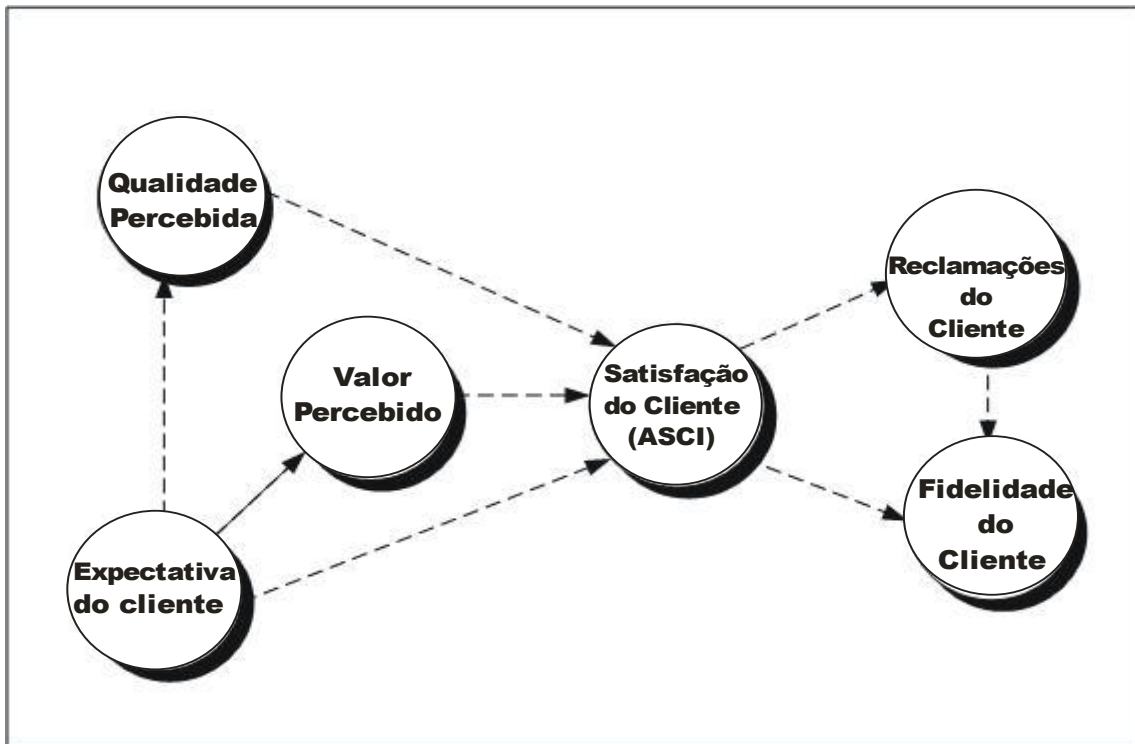 Qualidade
Percebida
Valor
Percebido
Expectativa
do cliente
Satisfação
do Cliente
(ASCI)
Reclamações
do
Cliente
Fidelidade
do
Cliente